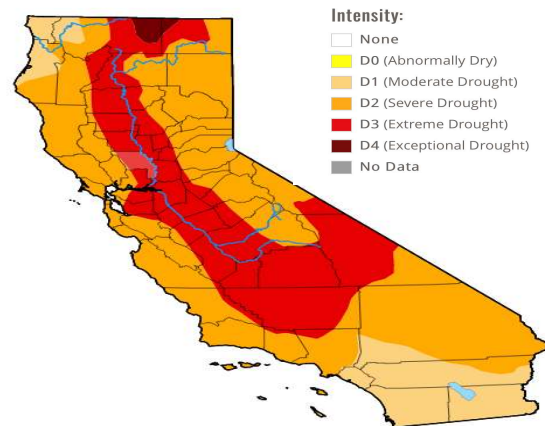 Intensity:
None
D0 (Abnormally Dry)
D1 (Moderate Drought)
D2 (Severe Drought)
D3 (Extreme Drought)
D4 (Exceptional Drought)
No Data